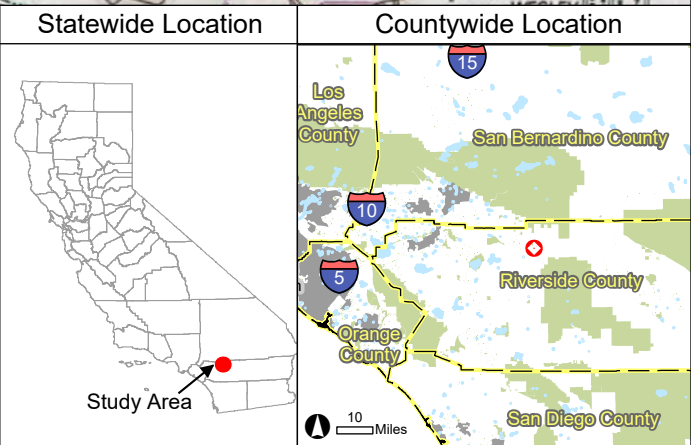 Statewide Location
Countywide Location
Study Area
15
Los
Angeles
County
San Bernardino County
10
5
Riverside County
Orange
County
San Diego County
10
Miles